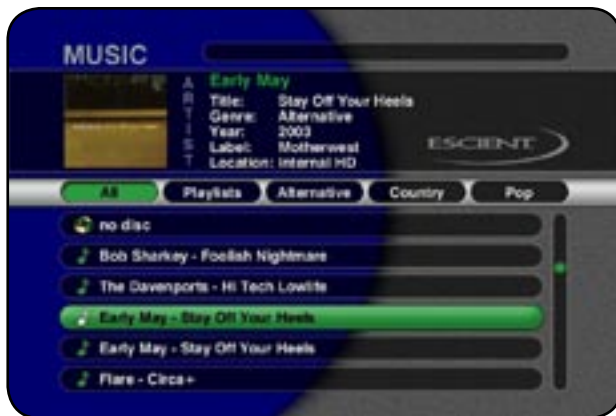 MUSIC
ARTIST
Early May
Title: Stay Off Your Heels
Genre: Alternative
Year: 2003
Label: Motherwest
Location: Internal HD
ESCIENT
All Playlists Alternative Country Pop
no disc
Bob Sharkey - Foolish Nightmare
The Davenports - Hi Tech Lowlife
Early May - Stay Off Your Heels
Early May - Stay Off Your Heels
Flare - Circa+